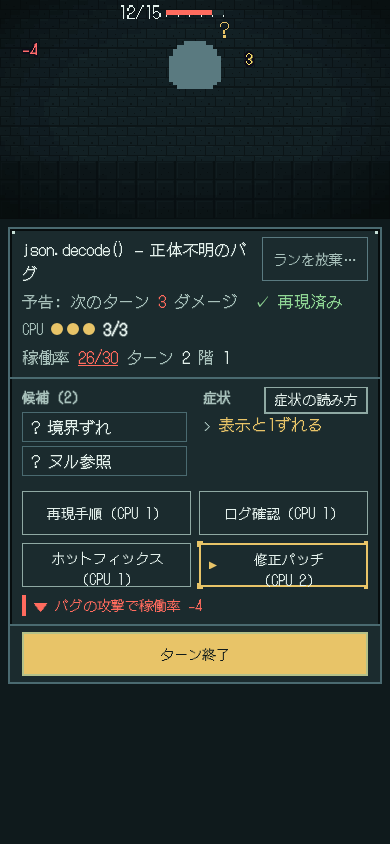 12/15
?
-4
3
json.decode() – 正体不明のバ
グ
ランを放棄…
予告: 次のターン 3 ダメージ ✓ 再現済み
CPU 3/3
稼働率 26/30 ターン 2 階 1
候補 (2)
症状
症状の読み方
? 境界ずれ
› 表示と1ずれる
? ヌル参照
再現手順 (CPU 1)
ログ確認 (CPU 1)
ホットフィックス
(CPU 1)
▶ 修正パッチ
(CPU 2)
▼ バグの攻撃で稼働率 -4
ターン終了